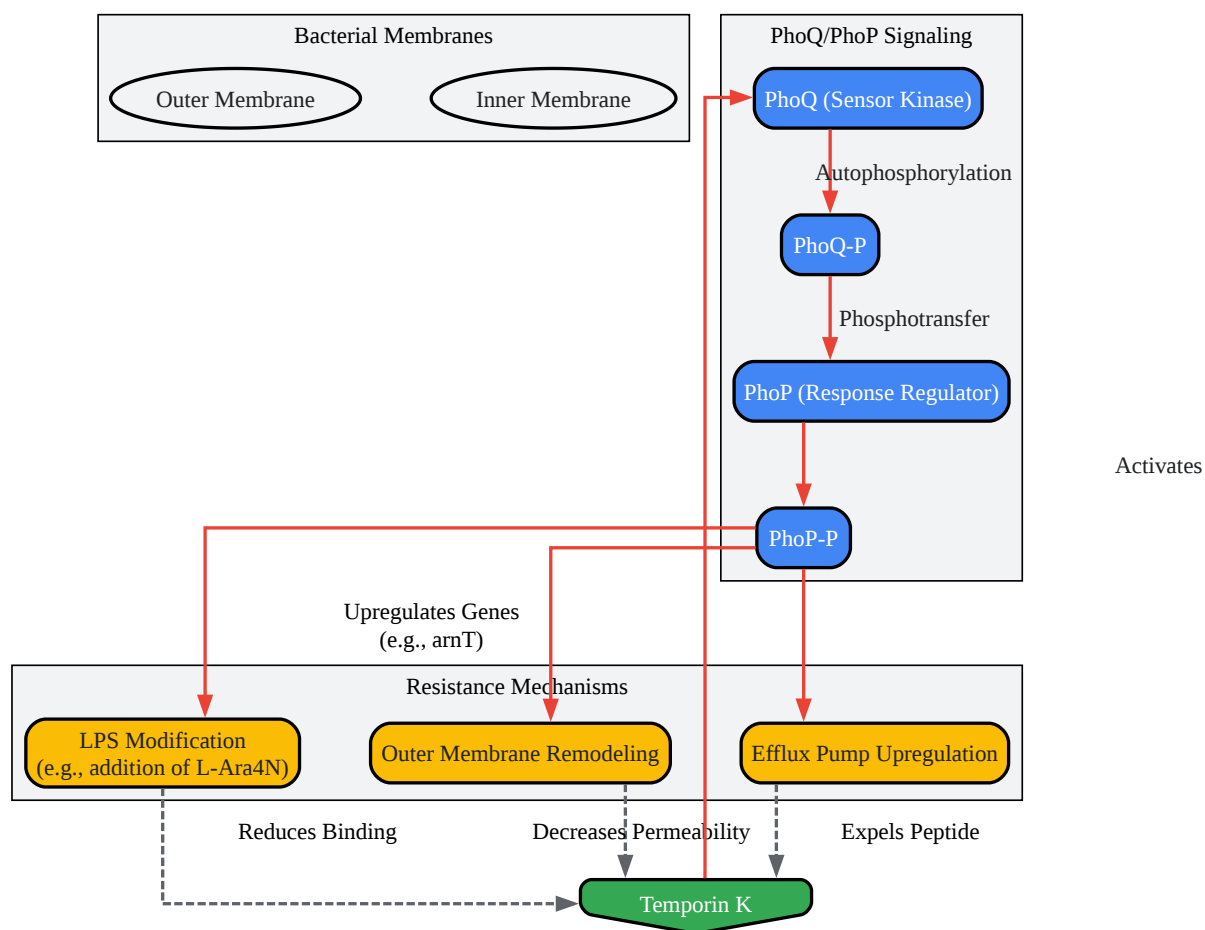 Bacterial Membranes
Outer Membrane
Inner Membrane
PhoQ/PhoP Signaling
PhoQ (Sensor Kinase)
Autophosphorylation
PhoQ-P
Phosphotransfer
PhoP (Response Regulator)
Activates
PhoP-P
Upregulates Genes
(e.g., arnT)
Resistance Mechanisms
LPS Modification
(e.g., addition of L-Ara4N)
Outer Membrane Remodeling
Efflux Pump Upregulation
Reduces Binding
Decreases Permeability
Expels Peptide
Temporin K